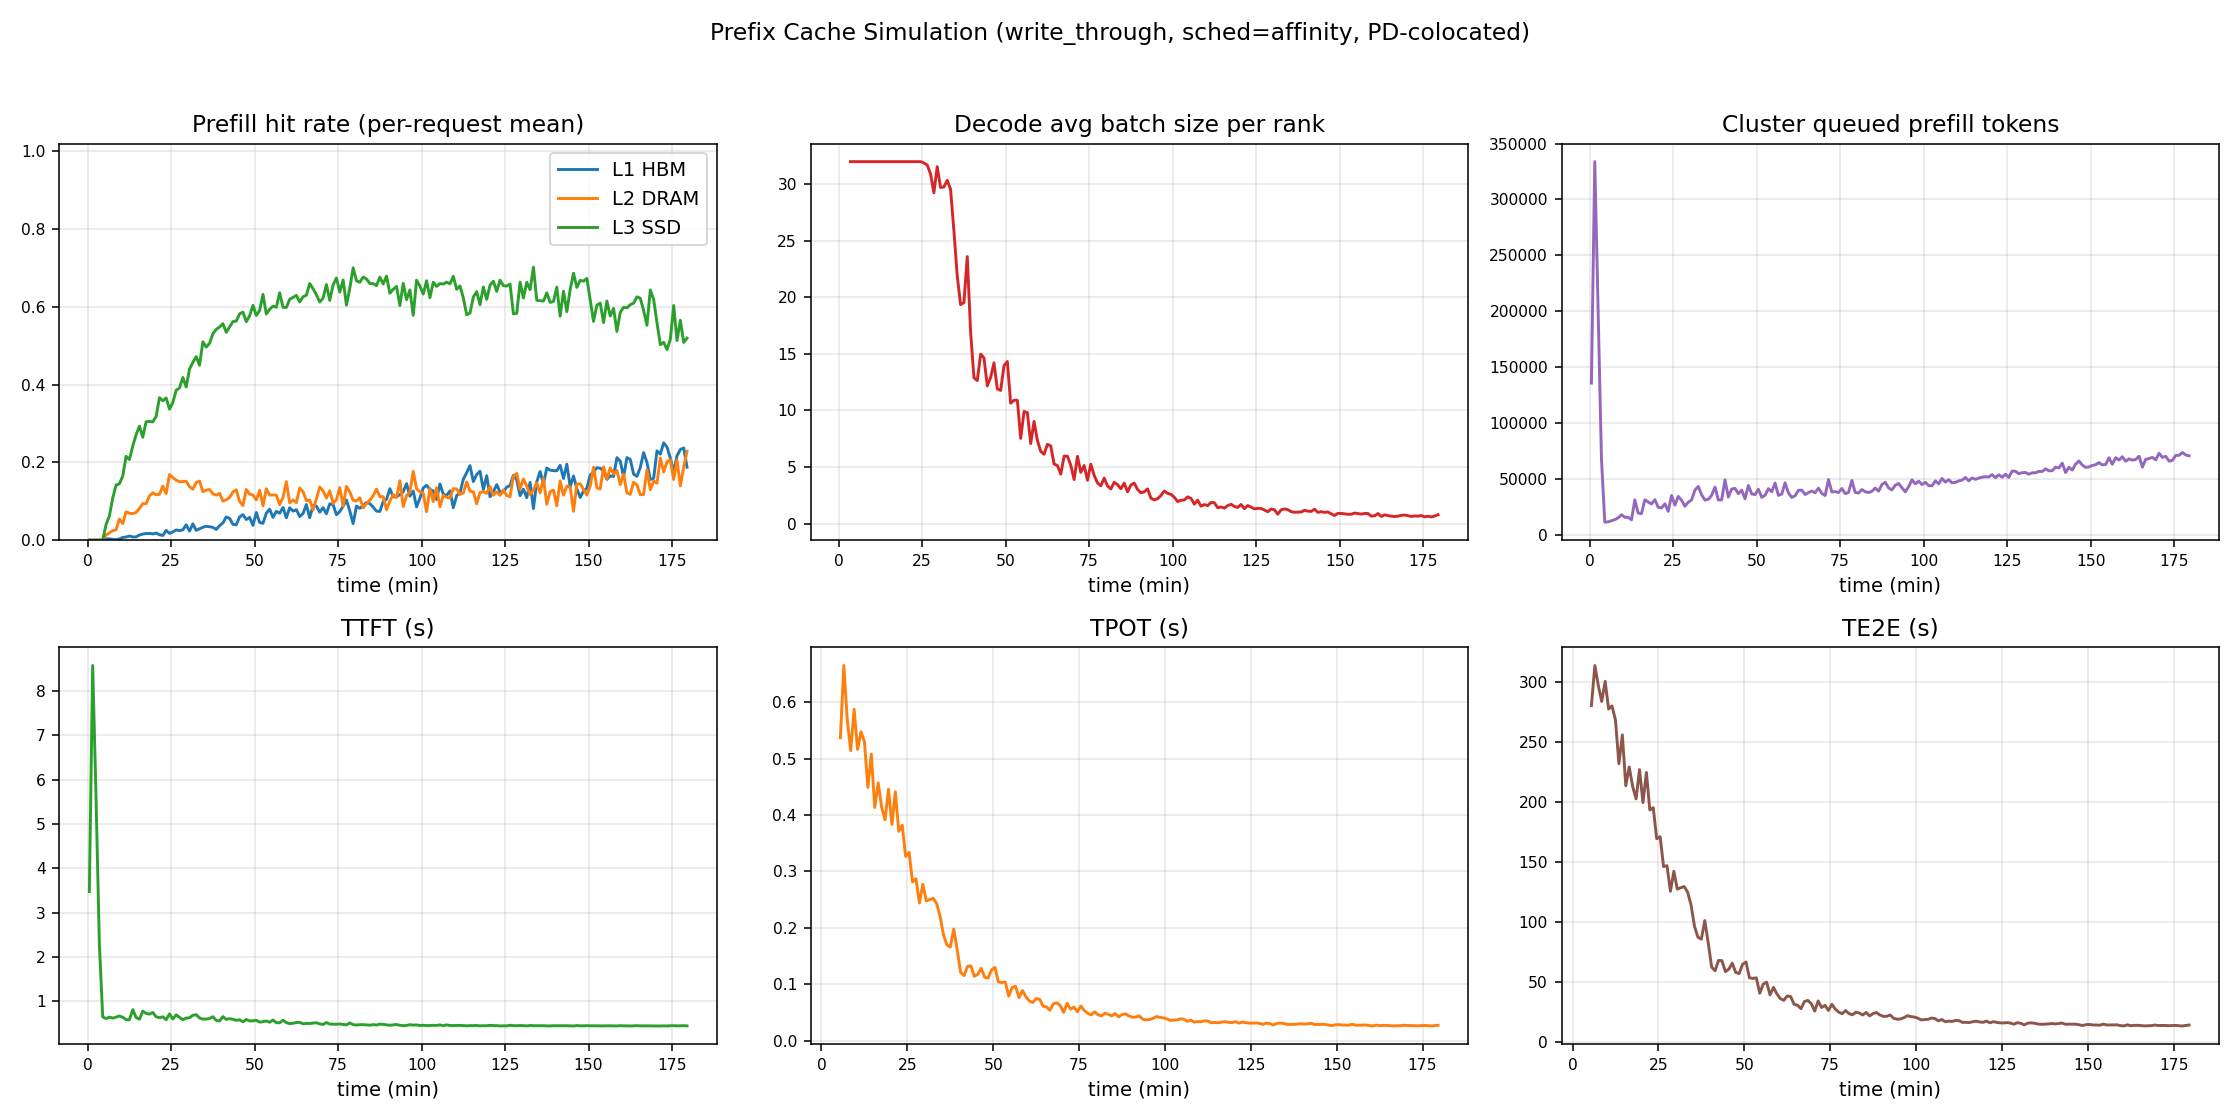 Prefix Cache Simulation (write_through, sched=affinity, PD-colocated)
Prefill hit rate (per-request mean)
1.0
0.8
0.6
0.4
0.2
0.0
L1 HBM
L2 DRAM
L3 SSD
0 25 50 75 100 125 150 175
time (min)
Decode avg batch size per rank
30
25
20
15
10
5
0
0 25 50 75 100 125 150 175
time (min)
Cluster queued prefill tokens
350000
300000
250000
200000
150000
100000
50000
0
0 25 50 75 100 125 150 175
time (min)
TTFT (s)
8
7
6
5
4
3
2
1
0 25 50 75 100 125 150 175
time (min)
TPOT (s)
0.6
0.5
0.4
0.3
0.2
0.1
0.0
0 25 50 75 100 125 150 175
time (min)
TE2E (s)
300
250
200
150
100
50
0
0 25 50 75 100 125 150 175
time (min)